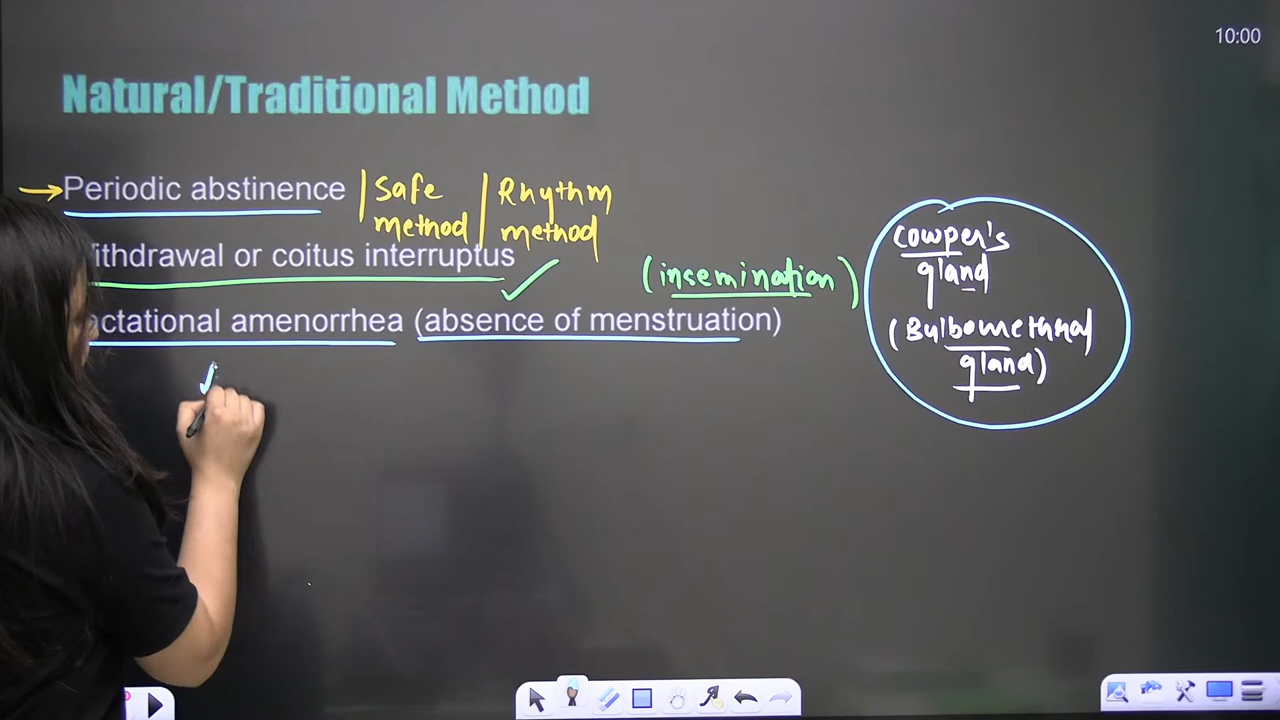 10:00
Natural/Traditional Method
Periodic abstinence | Safe method | Rhythm method
ithdrawal or coitus interruptus
(insemination)
actational amenorrhea (absence of menstruation)
Cowper's
gland
(Bulbourethral
gland)